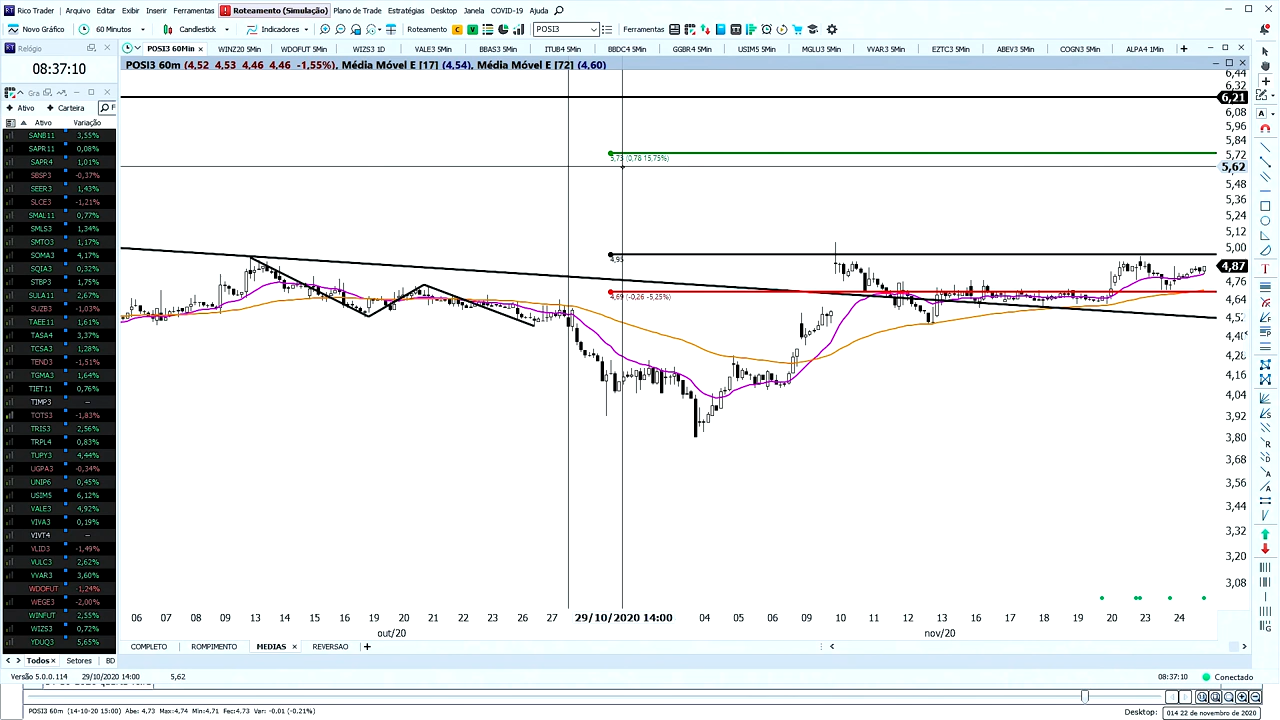 Rico Trader Arquivo Editar Exibir Inserir Ferramentas Roteamento (Simulação) Plano de Trade Estratégias Desktop Janela COVID-19 Ajuda
Novo Gráfico 60 Minutos Candlestick Indicadores Roteamento C V POSI3 Ferramentas
Relógio
POSI3 60Min WINZ20 5Min WDOFUT 5Min WIZS3 1D VALE3 5Min BBAS3 5Min ITUB4 5Min BBDC4 5Min GGBR4 5Min USIM5 5Min MGLU3 5Min VVAR3 5Min EZTC3 5Min ABEV3 5Min COGN3 5Min ALPA4 1Min
08:37:10
POSI3 60m (4,52 4,53 4,46 4,46 -1,55%), Média Móvel E [17] (4,54), Média Móvel E [72] (4,60)
Gra
Ativo Carteira F
Ativo Variação
SANB11 3,55%
SAPR11 0,08%
SAPR4 1,01%
SBSP3 -0,37%
SEER3 1,43%
SLCE3 -1,21%
SMAL11 0,77%
SMLS3 1,34%
SMTO3 1,17%
SOMA3 4,17%
SQIA3 0,32%
STBP3 1,75%
SULA11 2,67%
SUZB3 -1,03%
TAEE11 1,61%
TASA4 3,37%
TCSA3 1,28%
TEND3 -1,51%
TGMA3 1,64%
TIET11 0,76%
TIMP3 –
TOTS3 -1,83%
TRIS3 2,56%
TRPL4 0,83%
TUPY3 4,44%
UGPA3 -0,34%
UNIP6 0,45%
USIM5 6,12%
VALE3 4,92%
VIVA3 0,19%
VIVT4 –
VLID3 -1,49%
VULC3 2,62%
VVAR3 3,60%
WDOFUT -1,24%
WEGE3 -2,00%
WINFUT 2,55%
WIZS3 0,72%
YDUQ3 5,65%
Todos Setores BD
5,73 (0,78 15,75%)
4,95
4,69 (-0,26 -5,25%)
6,44
6,32
6,21
6,08
5,96
5,84
5,72
5,62
5,48
5,36
5,24
5,12
5,00
4,87
4,76
4,64
4,16
4,04
3,92
3,80
3,68
3,56
3,44
3,32
3,20
3,08
06 07 08 09 13 14 15 16 19 20 21 22 23 26 27 29/10/2020 14:00 04 05 06 09 10 11 12 13 16 17 18 19 20 23 24
out/20 nov/20
COMPLETO ROMPIMENTO MEDIAS REVERSAO
Versão 5.0.0.114 29/10/2020 14:00 5,62 08:37:10 Conectado
POSI3 60m (14-10-20 15:00) Abe: 4,73 Max:4,74 Min:4,71 Fec:4,73 Var: -0.01 (-0.21%) Desktop: 014 22 de novembro de 2020